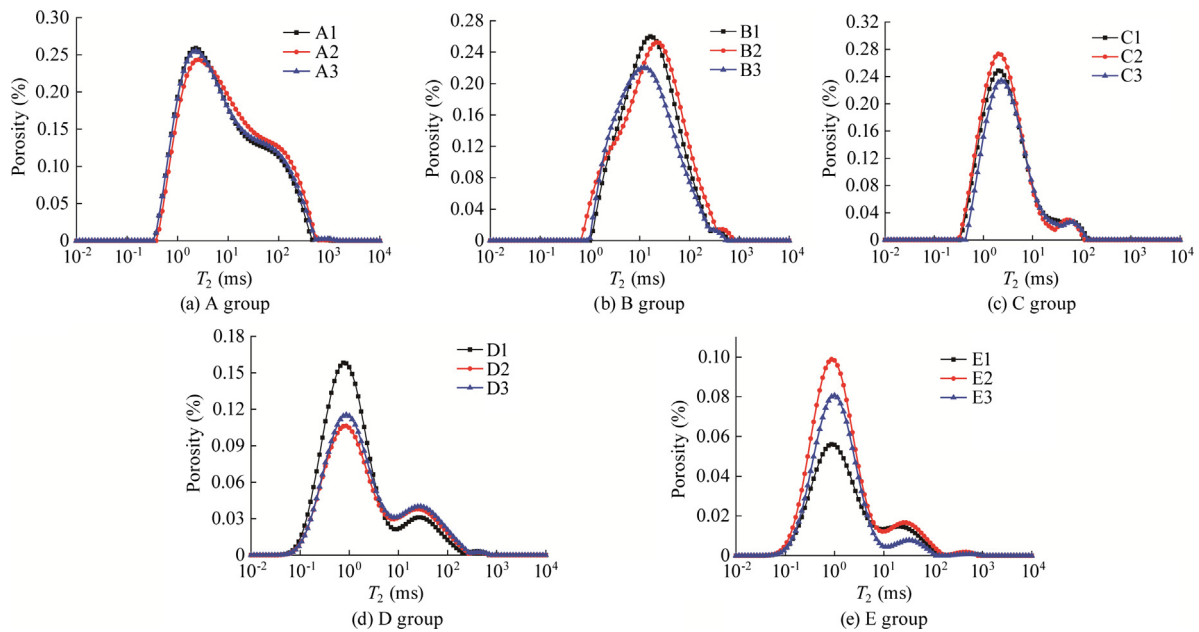 0.30
0.25
0.20
0.15
0.10
0.05
0
Porosity (%)
A1
A2
A3
10⁻² 10⁻¹ 10⁰ 10¹ 10² 10³ 10⁴
T₂ (ms)
(a) A group
0.28
0.24
0.20
0.16
0.12
0.08
0.04
0
Porosity (%)
B1
B2
B3
10⁻² 10⁻¹ 10⁰ 10¹ 10² 10³ 10⁴
T₂ (ms)
(b) B group
0.32
0.28
0.24
0.20
0.16
0.12
0.08
0.04
0
Porosity (%)
C1
C2
C3
10⁻² 10⁻¹ 10⁰ 10¹ 10² 10³ 10⁴
T₂ (ms)
(c) C group
0.18
0.15
0.12
0.09
0.06
0.03
0
Porosity (%)
D1
D2
D3
10⁻² 10⁻¹ 10⁰ 10¹ 10² 10³ 10⁴
T₂ (ms)
(d) D group
0.10
0.08
0.06
0.04
0.02
0
Porosity (%)
E1
E2
E3
10⁻² 10⁻¹ 10⁰ 10¹ 10² 10³ 10⁴
T₂ (ms)
(e) E group